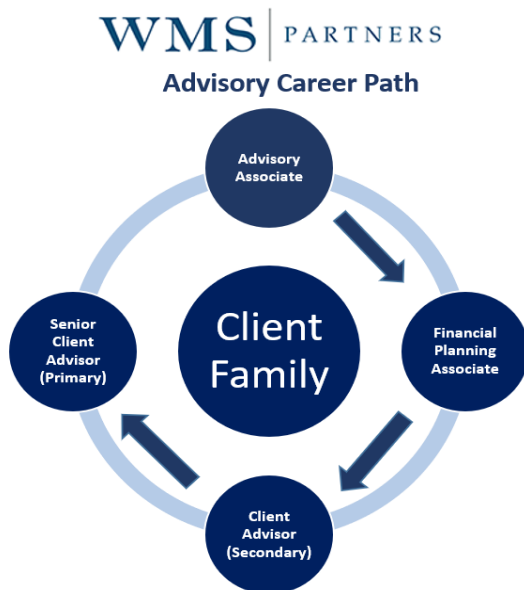 WMS PARTNERS
Advisory Career Path
Advisory
Associate
Client
Family
Senior
Client
Advisor
(Primary)
Financial
Planning
Associate
Client
Advisor
(Secondary)